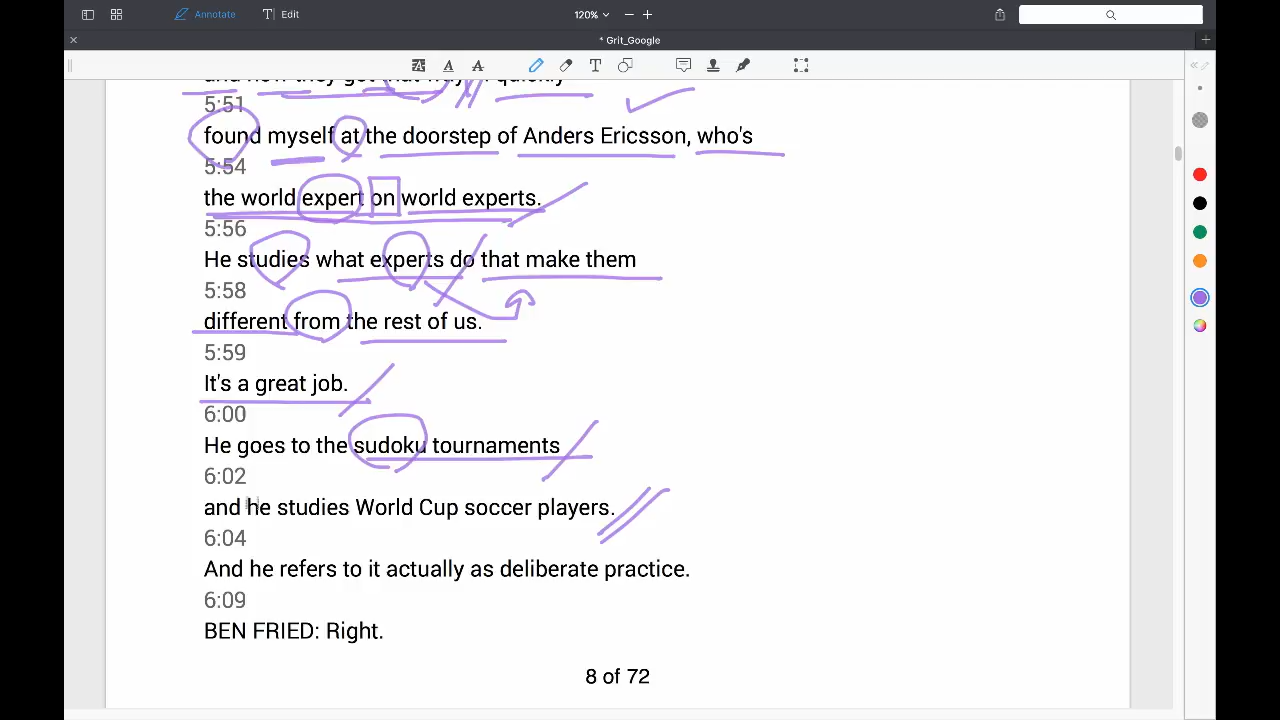 Annotate T Edit 120%
* Grit_Google
5:51
found myself at the doorstep of Anders Ericsson, who's
5:54
the world expert on world experts.
5:56
He studies what experts do that make them
5:58
different from the rest of us.
5:59
It's a great job.
6:00
He goes to the sudoku tournaments
6:02
and he studies World Cup soccer players.
6:04
And he refers to it actually as deliberate practice.
6:09
BEN FRIED: Right.
8 of 72